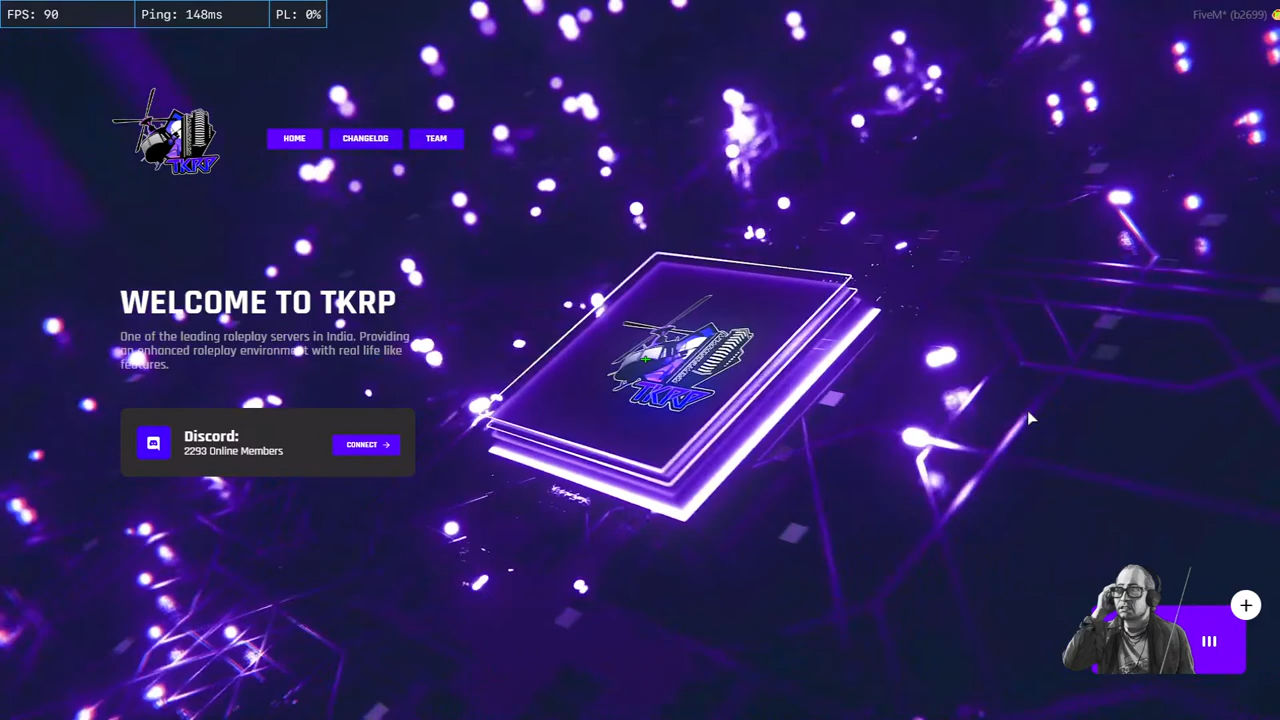 FPS: 90
Ping: 148ms
PL: 0%
FiveM* (b2699)
TKRP
HOME
CHANGELOG
TEAM
WELCOME TO TKRP
One of the leading roleplay servers in India. Providing
an enhanced roleplay environment with real life like
features.
TKRP
Discord:
2293 Online Members
CONNECT →